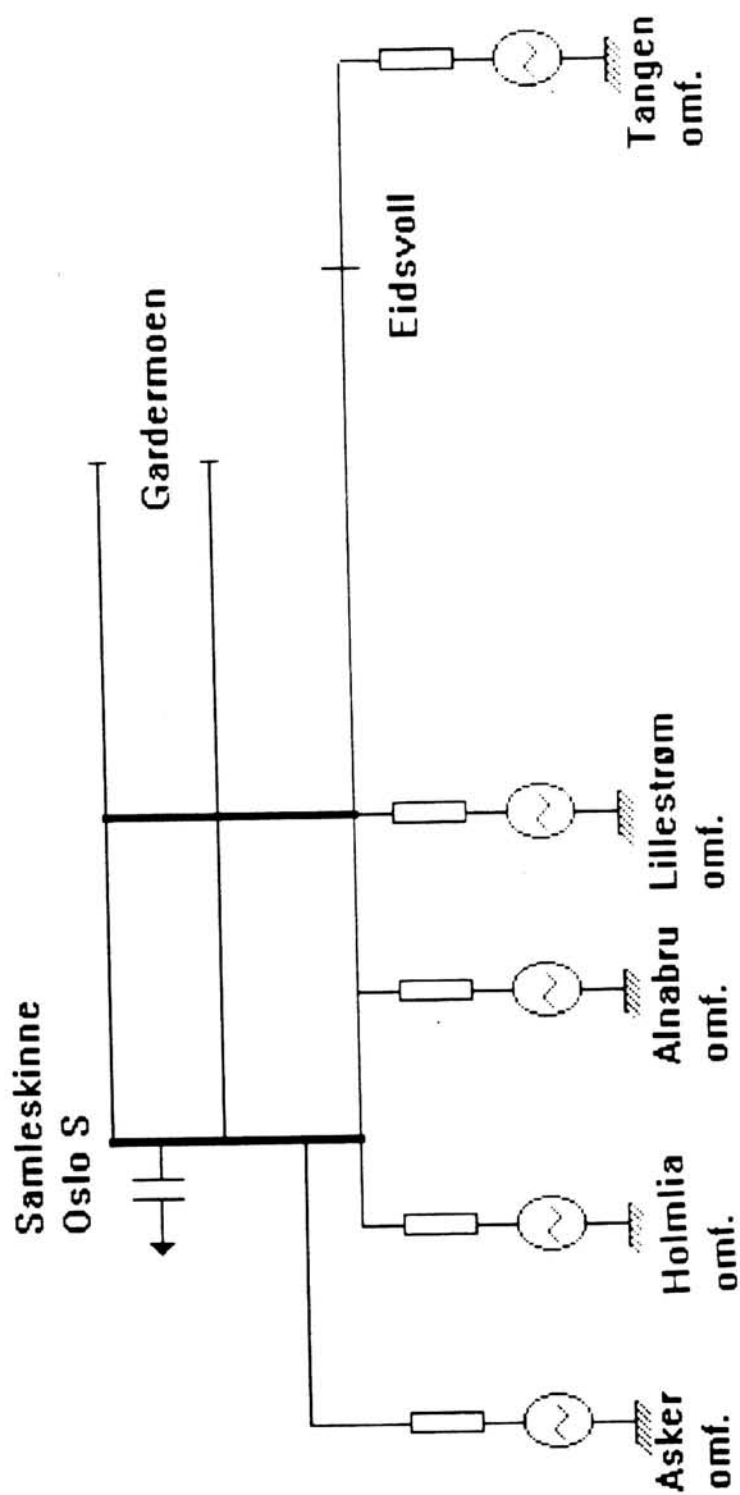 Samleskinne
Oslo S
Gardermoen
Eidsvoll
Asker
omf.
Holmlia
omf.
Alnabru
omf.
Lillestrøm
omf.
Tangen
omf.